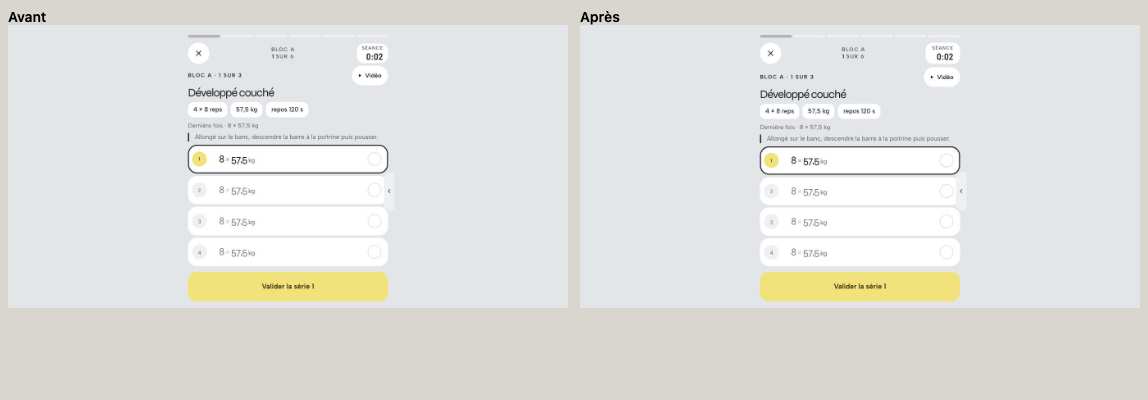 Avant
BLOC A
1 SUR 6
SÉANCE
0:02
BLOC A · 1 SUR 3
Vidéo
Développé couché
4 × 8 reps
57,5 kg
repos 120 s
Dernière fois · 8 × 57,5 kg
Allongé sur le banc, descendre la barre à la poitrine puis pousser.
1
8 × 57.5 kg
2
8 × 57.5 kg
3
8 × 57.5 kg
4
8 × 57.5 kg
Valider la série 1
Après
BLOC A
1 SUR 6
SÉANCE
0:02
BLOC A · 1 SUR 3
Vidéo
Développé couché
4 × 8 reps
57,5 kg
repos 120 s
Dernière fois · 8 × 57,5 kg
Allongé sur le banc, descendre la barre à la poitrine puis pousser.
1
8 × 57.5 kg
2
8 × 57.5 kg
3
8 × 57.5 kg
4
8 × 57.5 kg
Valider la série 1